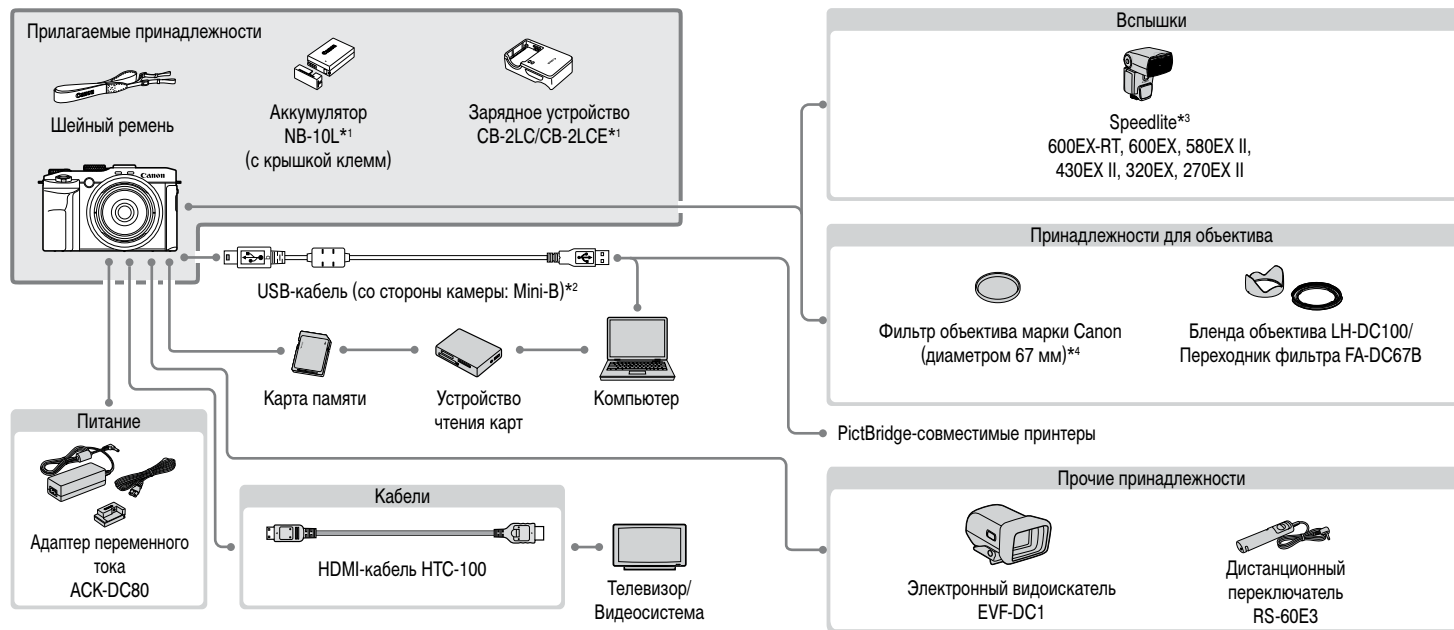 Прилагаемые принадлежности
Шейный ремень
Аккумулятор
NB-10L*1
(с крышкой клемм)
Зарядное устройство
CB-2LC/CB-2LCE*1
Canon
USB-кабель (со стороны камеры: Mini-B)*2
Карта памяти
Устройство
чтения карт
Компьютер
Питание
Адаптер переменного
тока
ACK-DC80
Кабели
HDMI-кабель HTC-100
Телевизор/
Видеосистема
Вспышки
Speedlite*3
600EX-RT, 600EX, 580EX II,
430EX II, 320EX, 270EX II
Принадлежности для объектива
Фильтр объектива марки Canon
(диаметром 67 мм)*4
Бленда объектива LH-DC100/
Переходник фильтра FA-DC67B
PictBridge-совместимые принтеры
Прочие принадлежности
Электронный видоискатель
EVF-DC1
Дистанционный
переключатель
RS-60E3